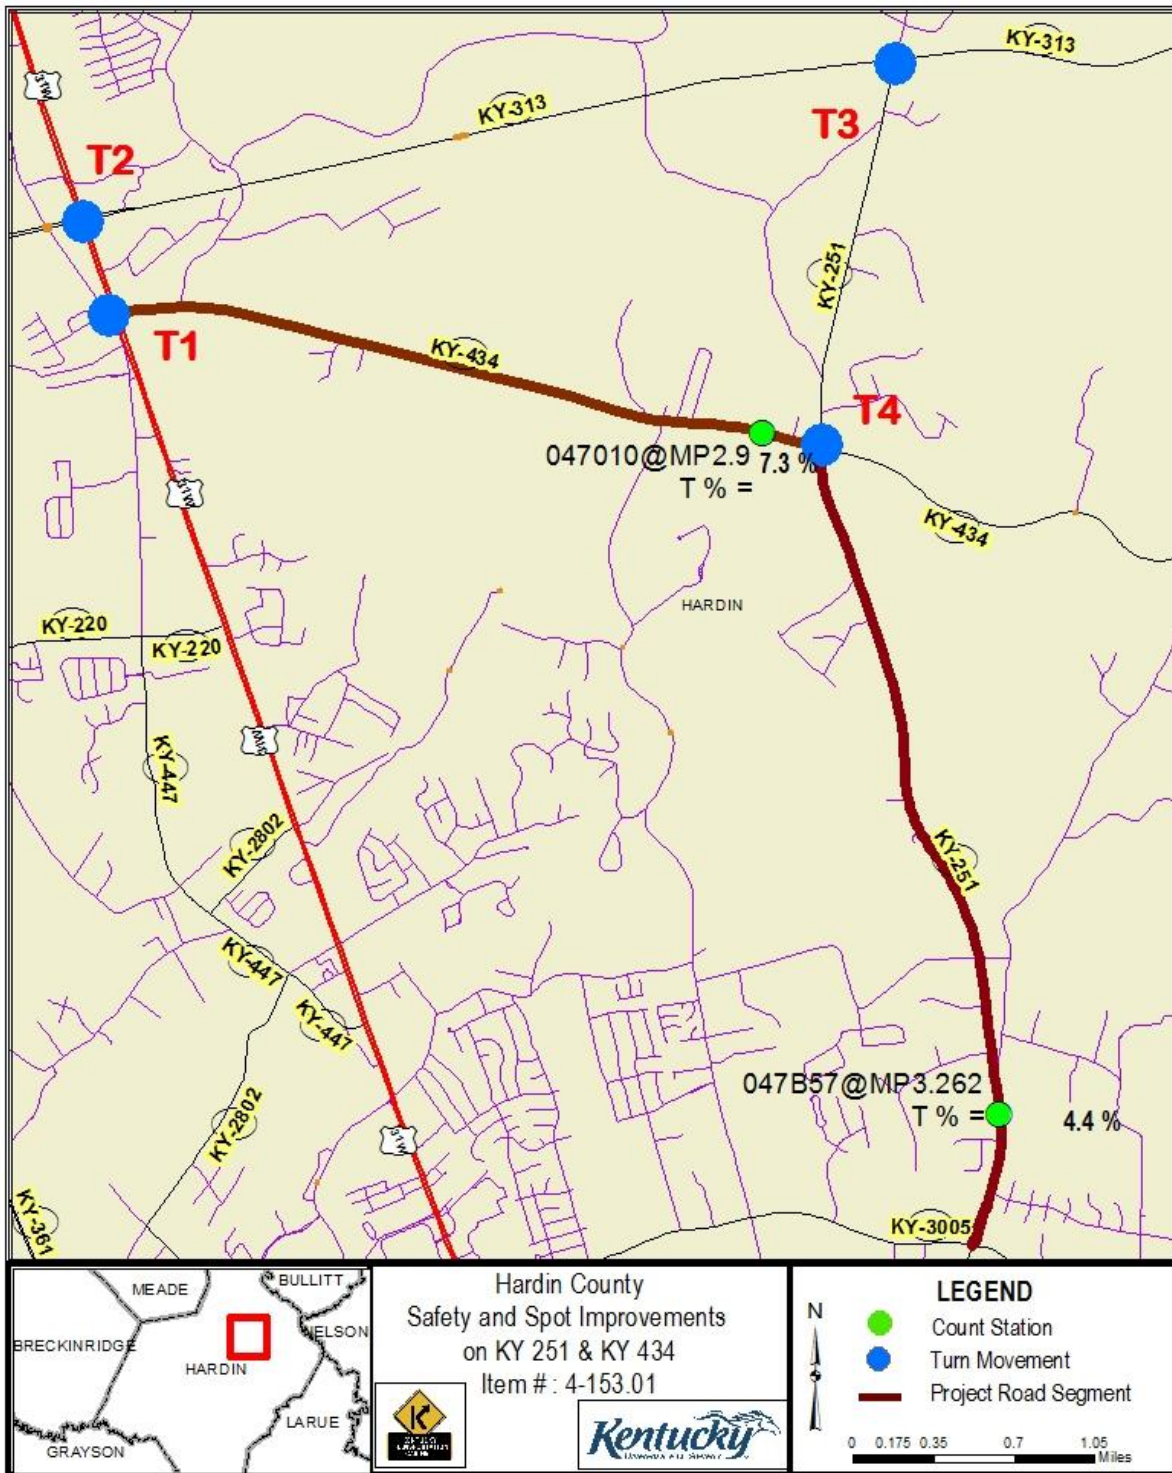 KY-313
31W
T3
KY-313
T2
KY-251
T1
KY-434
T4
047010@MP2.9 7.3 %
T % =
31W
KY-434
HARDIN
KY-220
KY-220
31W
KY-447
KY-2802
KY-251
KY-447
KY-447
047B57@MP3.262
T % = 4.4 %
KY-2802
31W
KY-361
KY-3005
MEADE
BULLITT
BRECKINRIDGE
NELSON
HARDIN
LARUE
GRAYSON
Hardin County
Safety and Spot Improvements
on KY 251 & KY 434
Item # : 4-153.01
Kentucky
LEGEND
N
Count Station
Turn Movement
Project Road Segment
0 0.175 0.35 0.7 1.05
Miles